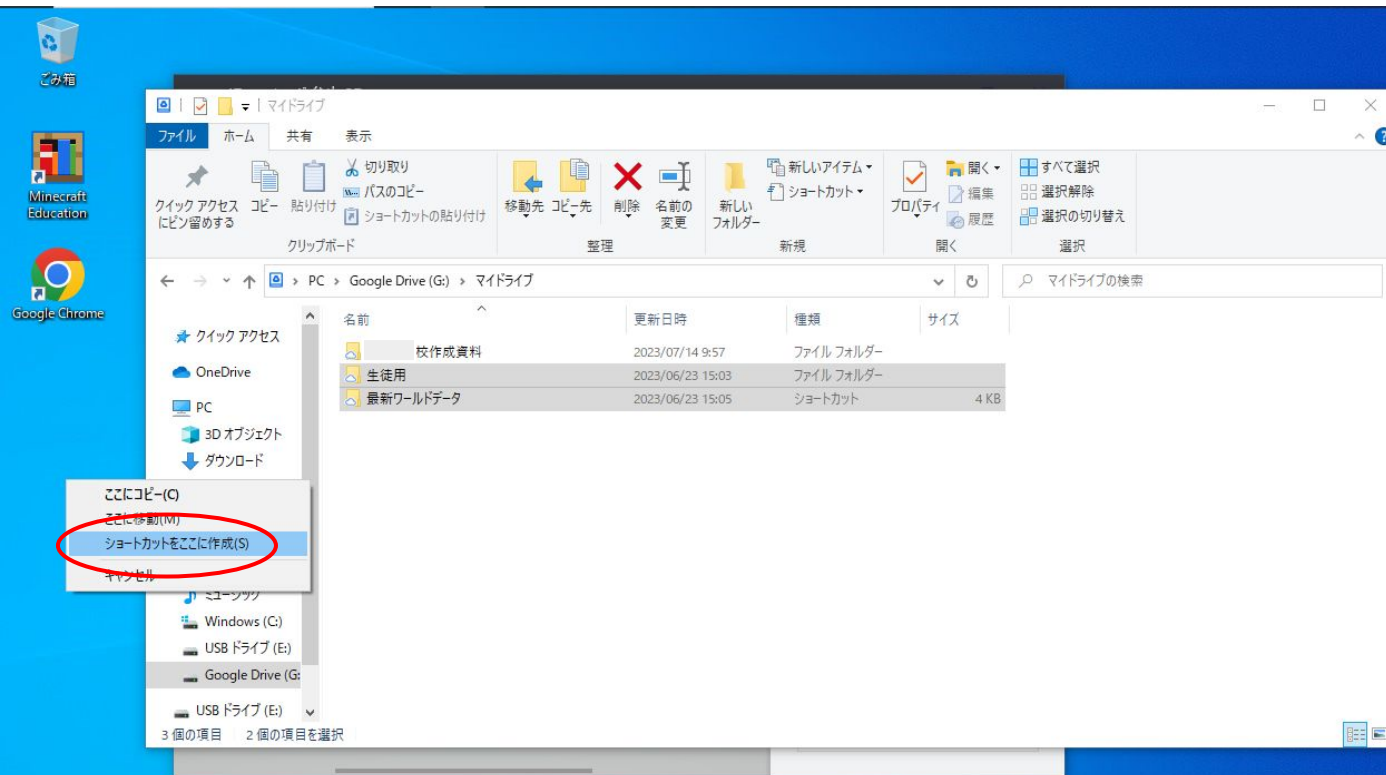 ごみ箱
Minecraft
Education
Google Chrome
マイドライブ
ファイル ホーム 共有 表示
クイック アクセス
にピン留めする
コピー
貼り付け
切り取り
パスのコピー
ショートカットの貼り付け
クリップボード
移動先
コピー先
削除
名前の
変更
整理
新しい
フォルダー
新しいアイテム
ショートカット
新規
プロパティ
開く
編集
履歴
開く
すべて選択
選択解除
選択の切り替え
選択
PC › Google Drive (G:) › マイドライブ
マイドライブの検索
名前 更新日時 種類 サイズ
校作成資料 2023/07/14 9:57 ファイル フォルダー
生徒用 2023/06/23 15:03 ファイル フォルダー
最新ワールドデータ 2023/06/23 15:05 ショートカット 4 KB
クイック アクセス
OneDrive
PC
3D オブジェクト
ダウンロード
ここにコピー(C)
ここに移動(M)
ショートカットをここに作成(S)
キャンセル
ミュージック
Windows (C:)
USB ドライブ (E:)
Google Drive (G:
USB ドライブ (E:)
3 個の項目 2 個の項目を選択